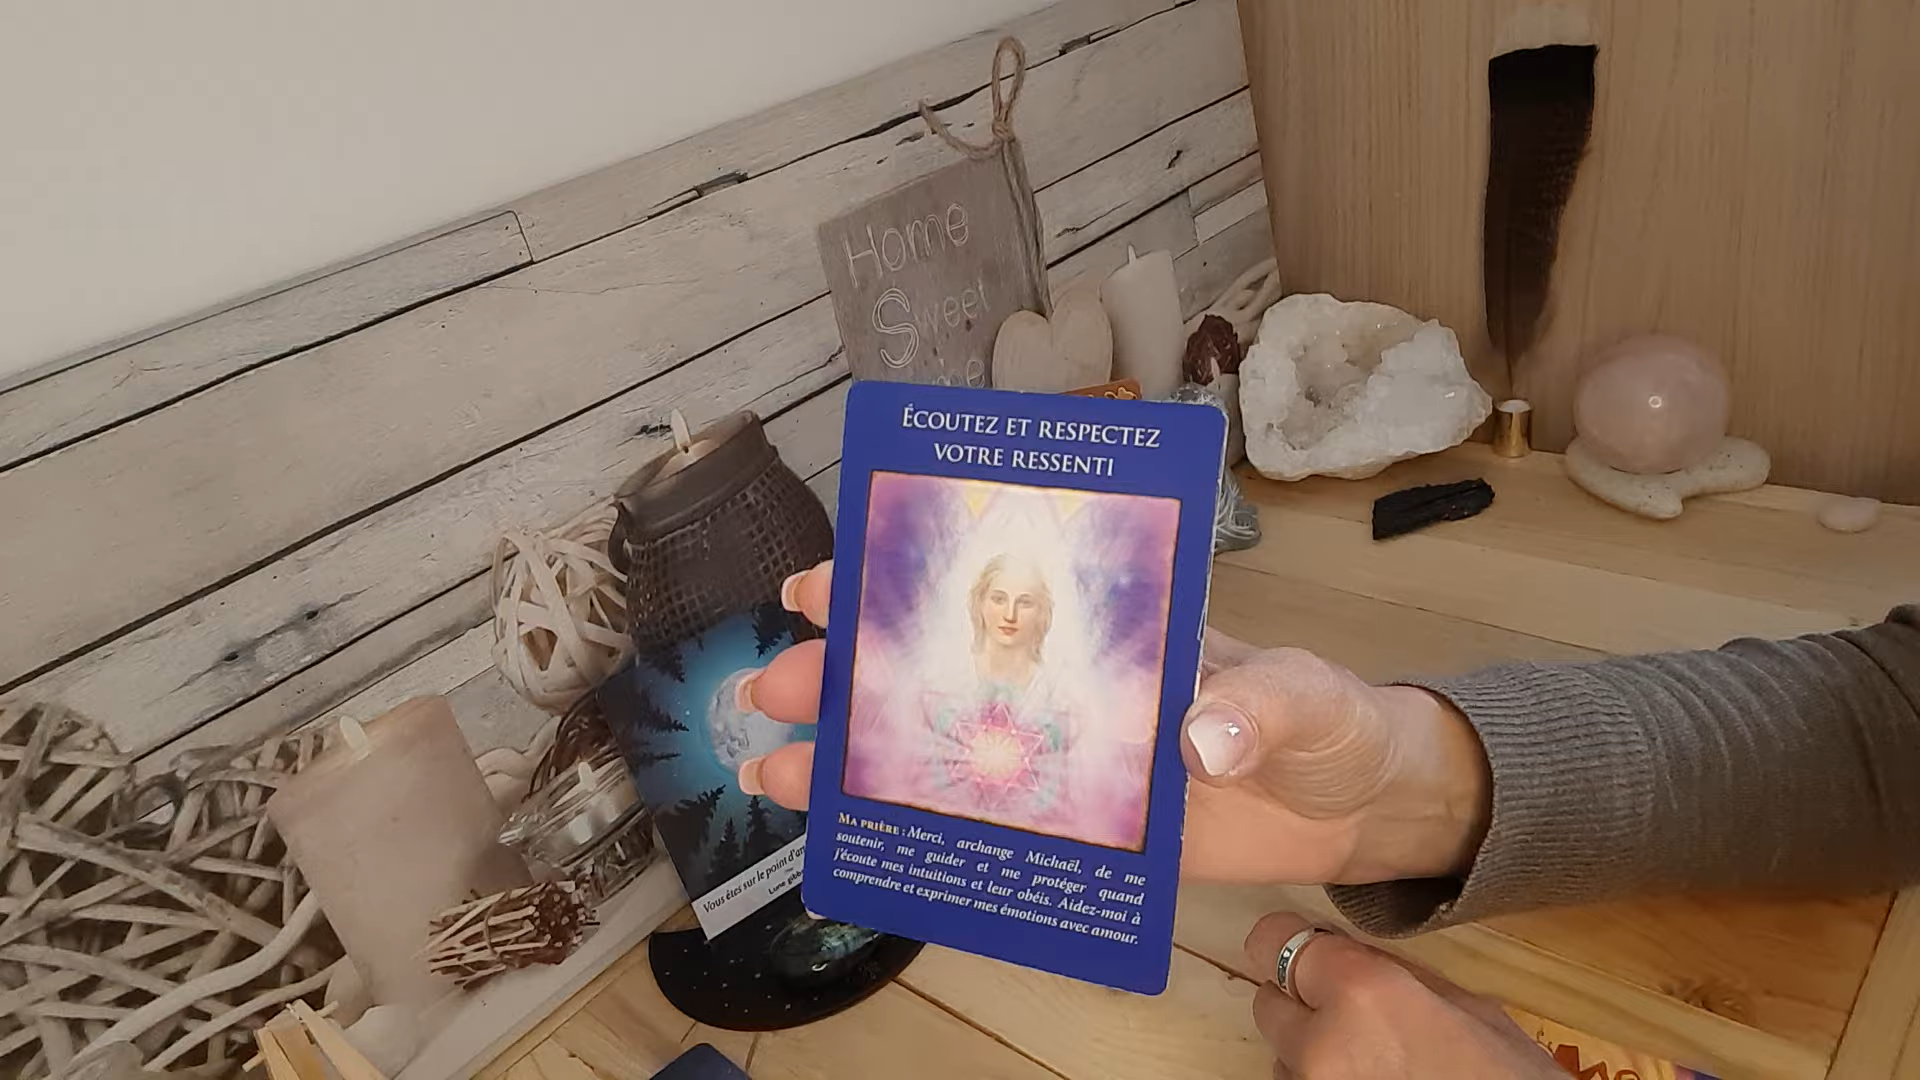 Home
Sweet
ÉCOUTEZ ET RESPECTEZ
VOTRE RESSENTI
MA PRIÈRE : Merci, archange Michaël, de me
soutenir, me guider et me protéger quand
j'écoute mes intuitions et leur obéis. Aidez-moi à
comprendre et exprimer mes émotions avec amour.
Vous êtes sur le point d'ar
Lune gibb